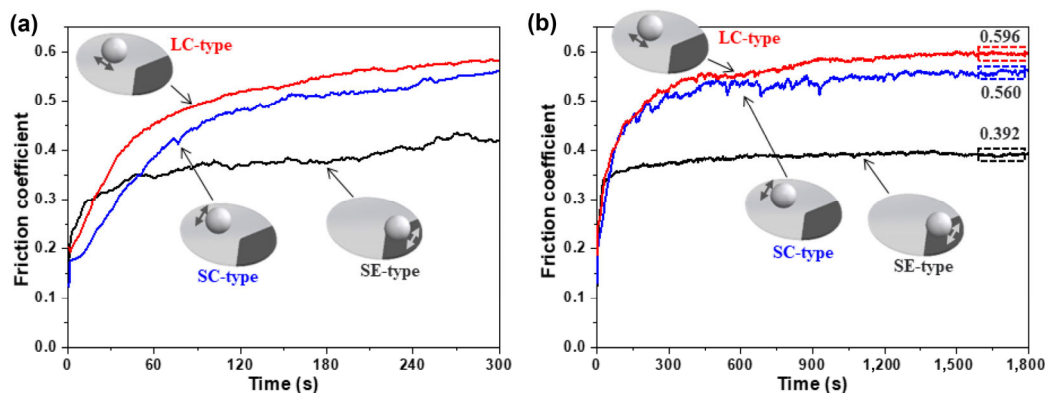 (a)
Friction coefficient
0.6
0.5
0.4
0.3
0.2
0.1
0.0
LC-type
SC-type
SE-type
0
60
120
180
240
300
Time (s)
(b)
Friction coefficient
0.6
0.5
0.4
0.3
0.2
0.1
0.0
LC-type
0.596
0.560
0.392
SC-type
SE-type
0
300
600
900
1,200
1,500
1,800
Time (s)